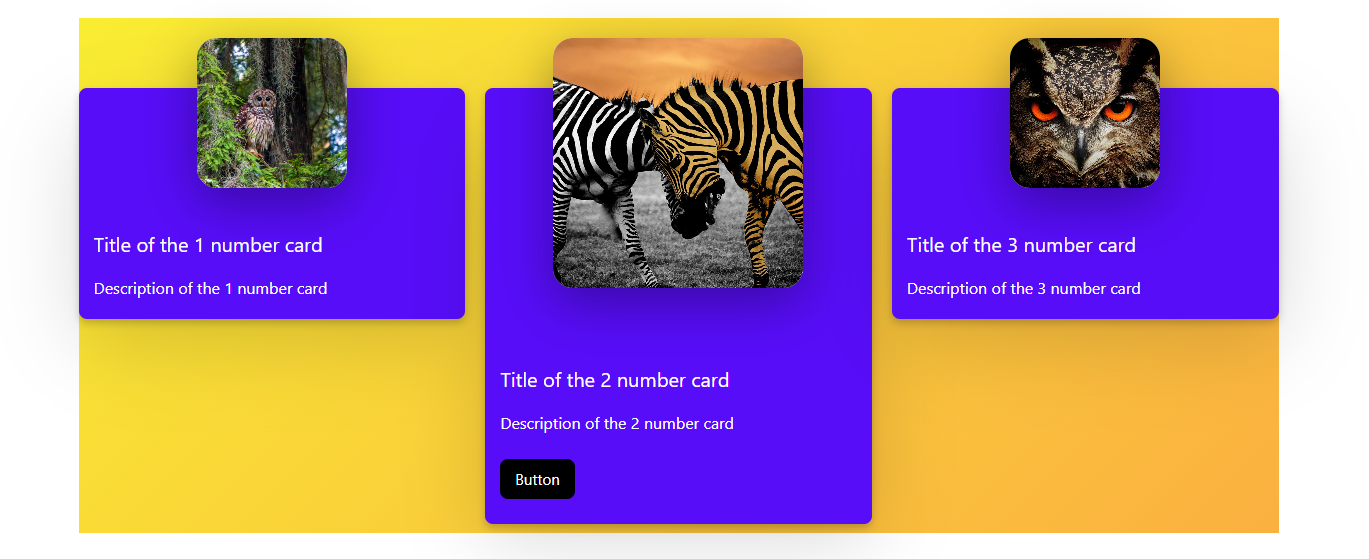 Title of the 1 number card
Description of the 1 number card
Title of the 2 number card
Description of the 2 number card
Button
Title of the 3 number card
Description of the 3 number card